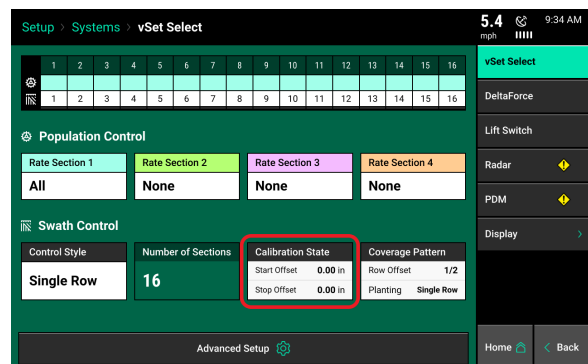 Setup > Systems > vSet Select
5.4 mph
9:34 AM
1 2 3 4 5 6 7 8 9 10 11 12 13 14 15 16
1 2 3 4 5 6 7 8 9 10 11 12 13 14 15 16
Population Control
Rate Section 1 Rate Section 2 Rate Section 3 Rate Section 4
All None None None
Swath Control
Control Style Number of Sections Calibration State Coverage Pattern
Single Row 16
Start Offset 0.00 in
Stop Offset 0.00 in
Row Offset 1/2
Planting Single Row
Advanced Setup
vSet Select
DeltaForce
Lift Switch
Radar
PDM
Display >
Home
< Back